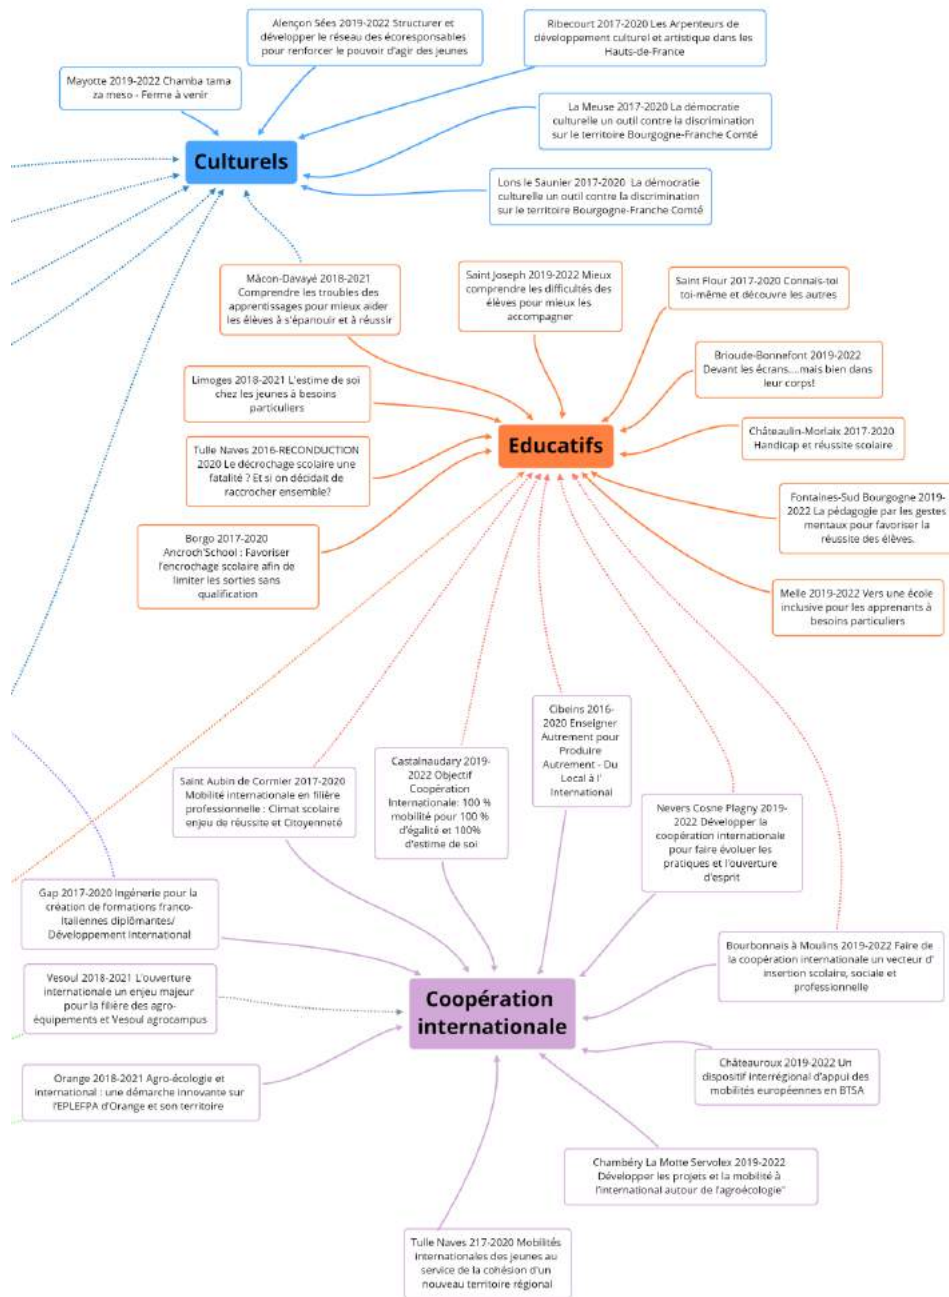 Alençon Sées 2019-2022 Structurer et
développer le réseau des écoresponsables
pour renforcer le pouvoir d'agir des jeunes
Ribecourt 2017-2020 Les Arpenteurs de
développement culturel et artistique dans les
Hauts-de-France
Mayotte 2019-2022 Chamba tama
za meso - Ferme à venir
La Meuse 2017-2020 La démocratie
culturelle un outil contre la discrimination
sur le territoire Bourgogne-Franche Comté
Culturels
Lons le Saunier 2017-2020 La démocratie
culturelle un outil contre la discrimination
sur le territoire Bourgogne-Franche Comté
Mâcon-Davayé 2018-2021
Comprendre les troubles des
apprentissages pour mieux aider
les élèves à s'épanouir et à réussir
Saint Joseph 2019-2022 Mieux
comprendre les difficultés des
élèves pour mieux les
accompagner
Saint Flour 2017-2020 Connais-toi
toi-même et découvre les autres
Brioude-Bonnefont 2019-2022
Devant les écrans....mais bien dans
leur corps!
Limoges 2018-2021 L'estime de soi
chez les jeunes à besoins
particuliers
Educatifs
Châteaulin-Morlaix 2017-2020
Handicap et réussite scolaire
Tulle Naves 2016-RECONDUCTION
2020 Le décrochage scolaire une
fatalité ? Et si on décidait de
raccrocher ensemble?
Fontaines-Sud Bourgogne 2019-
2022 La pédagogie par les gestes
mentaux pour favoriser la
réussite des élèves.
Borgo 2017-2020
Ancroch'School : Favoriser
l'encrochage scolaire afin de
limiter les sorties sans
qualification
Melle 2019-2022 Vers une école
inclusive pour les apprenants à
besoins particuliers
Cibeins 2016-
2020 Enseigner
Autrement pour
Produire
Autrement - Du
Local à l'
International
Saint Aubin de Cormier 2017-2020
Mobilité internationale en filière
professionnelle : Climat scolaire
enjeu de réussite et Citoyenneté
Castalnaudary 2019-
2022 Objectif
Coopération
Internationale: 100 %
mobilité pour 100 %
d'égalité et 100%
d'estime de soi
Nevers Cosne Plagny 2019-
2022 Développer la
coopération internationale
pour faire évoluer les
pratiques et l'ouverture
d'esprit
Gap 2017-2020 Ingénerie pour la
création de formations franco-
Italiennes diplômantes/
Développement International
Bourbonnais à Moulins 2019-2022 Faire de
la coopération internationale un vecteur d'
insertion scolaire, sociale et
professionnelle
Vesoul 2018-2021 L'ouverture
internationale un enjeu majeur
pour la filière des agro-
équipements et Vesoul agrocampus
Coopération
internationale
Châteauroux 2019-2022 Un
dispositif interrégional d'appui des
mobilités européennes en BTSA
Orange 2018-2021 Agro-écologie et
international : une démarche innovante sur
l'EPLEFPA d'Orange et son territoire
Chambéry La Motte Servolex 2019-2022
Développer les projets et la mobilité à
l'international autour de l'agroécologie"
Tulle Naves 217-2020 Mobilités
internationales des jeunes au
service de la cohésion d'un
nouveau territoire régional